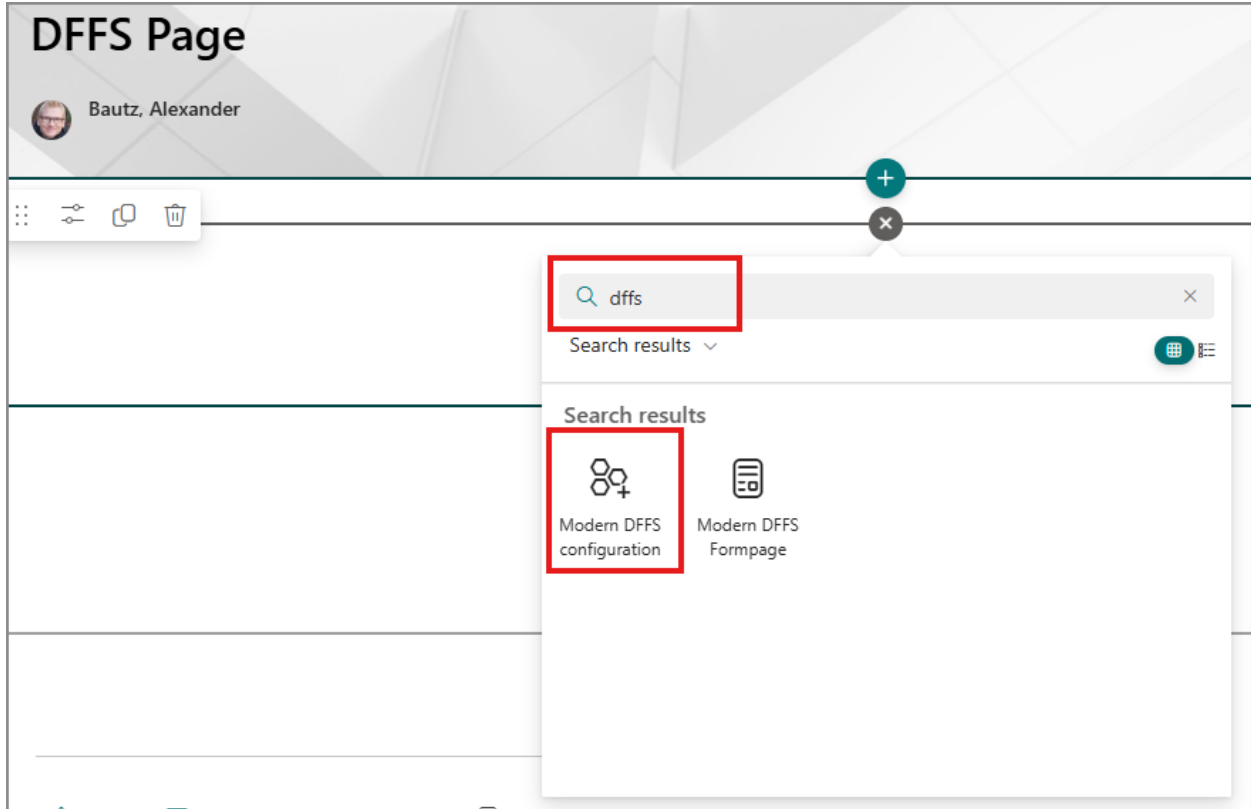 DFFS Page
Bautz, Alexander
dffs
Search results
Search results
Modern DFFS
configuration
Modern DFFS
Formpage